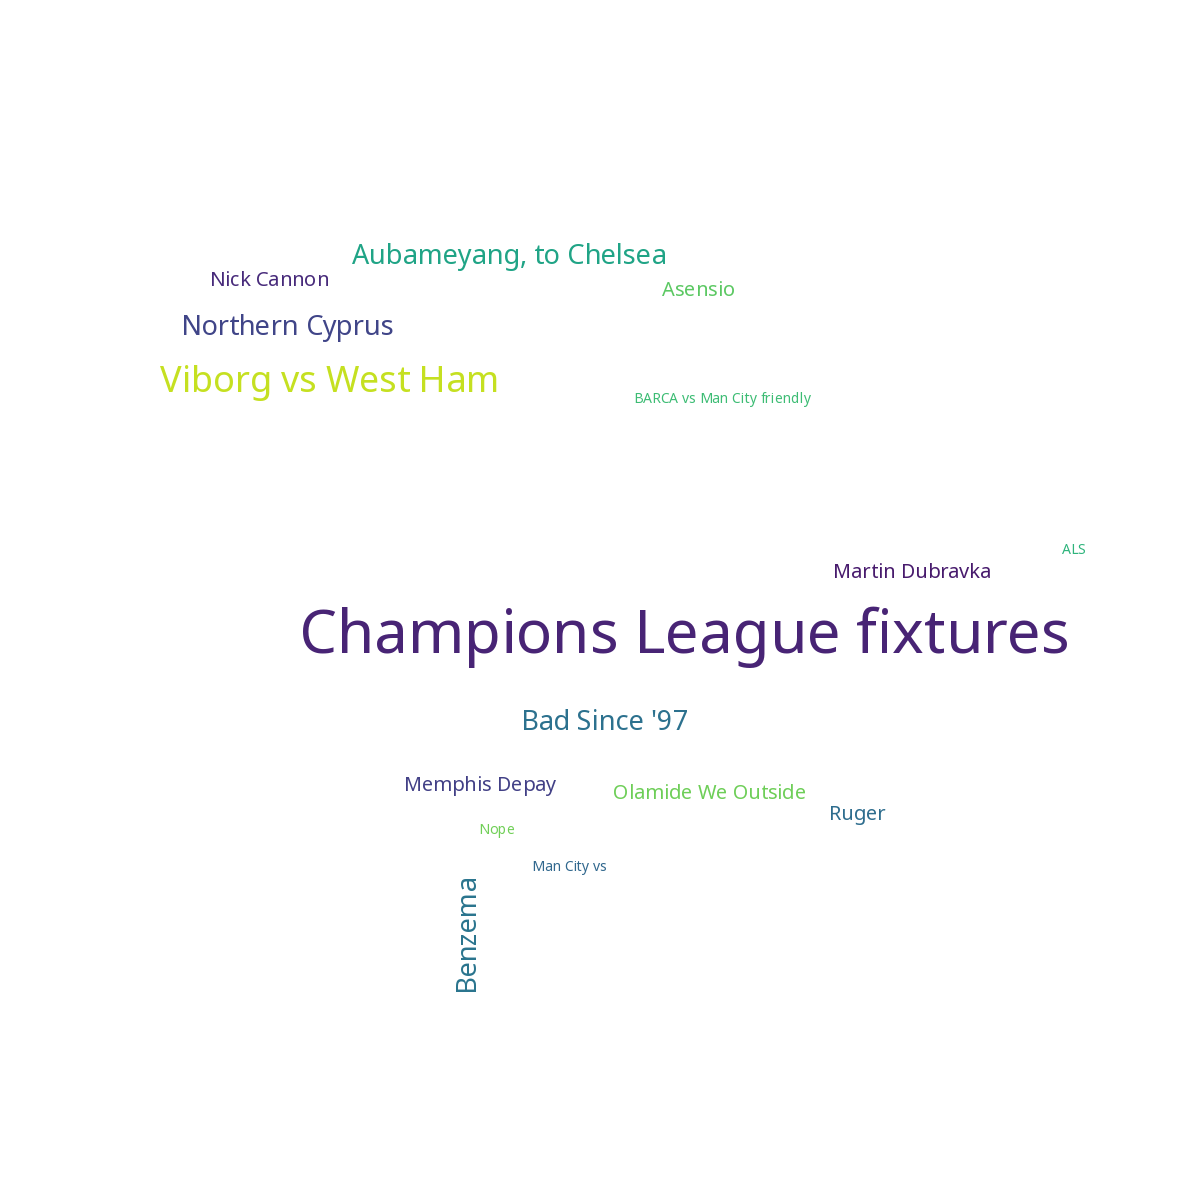 Aubameyang, to Chelsea
Nick Cannon
Asensio
Northern Cyprus
Viborg vs West Ham
BARCA vs Man City friendly
ALS
Martin Dubravka
Champions League fixtures
Bad Since '97
Memphis Depay
Olamide We Outside
Ruger
Nope
Man City vs
Benzema